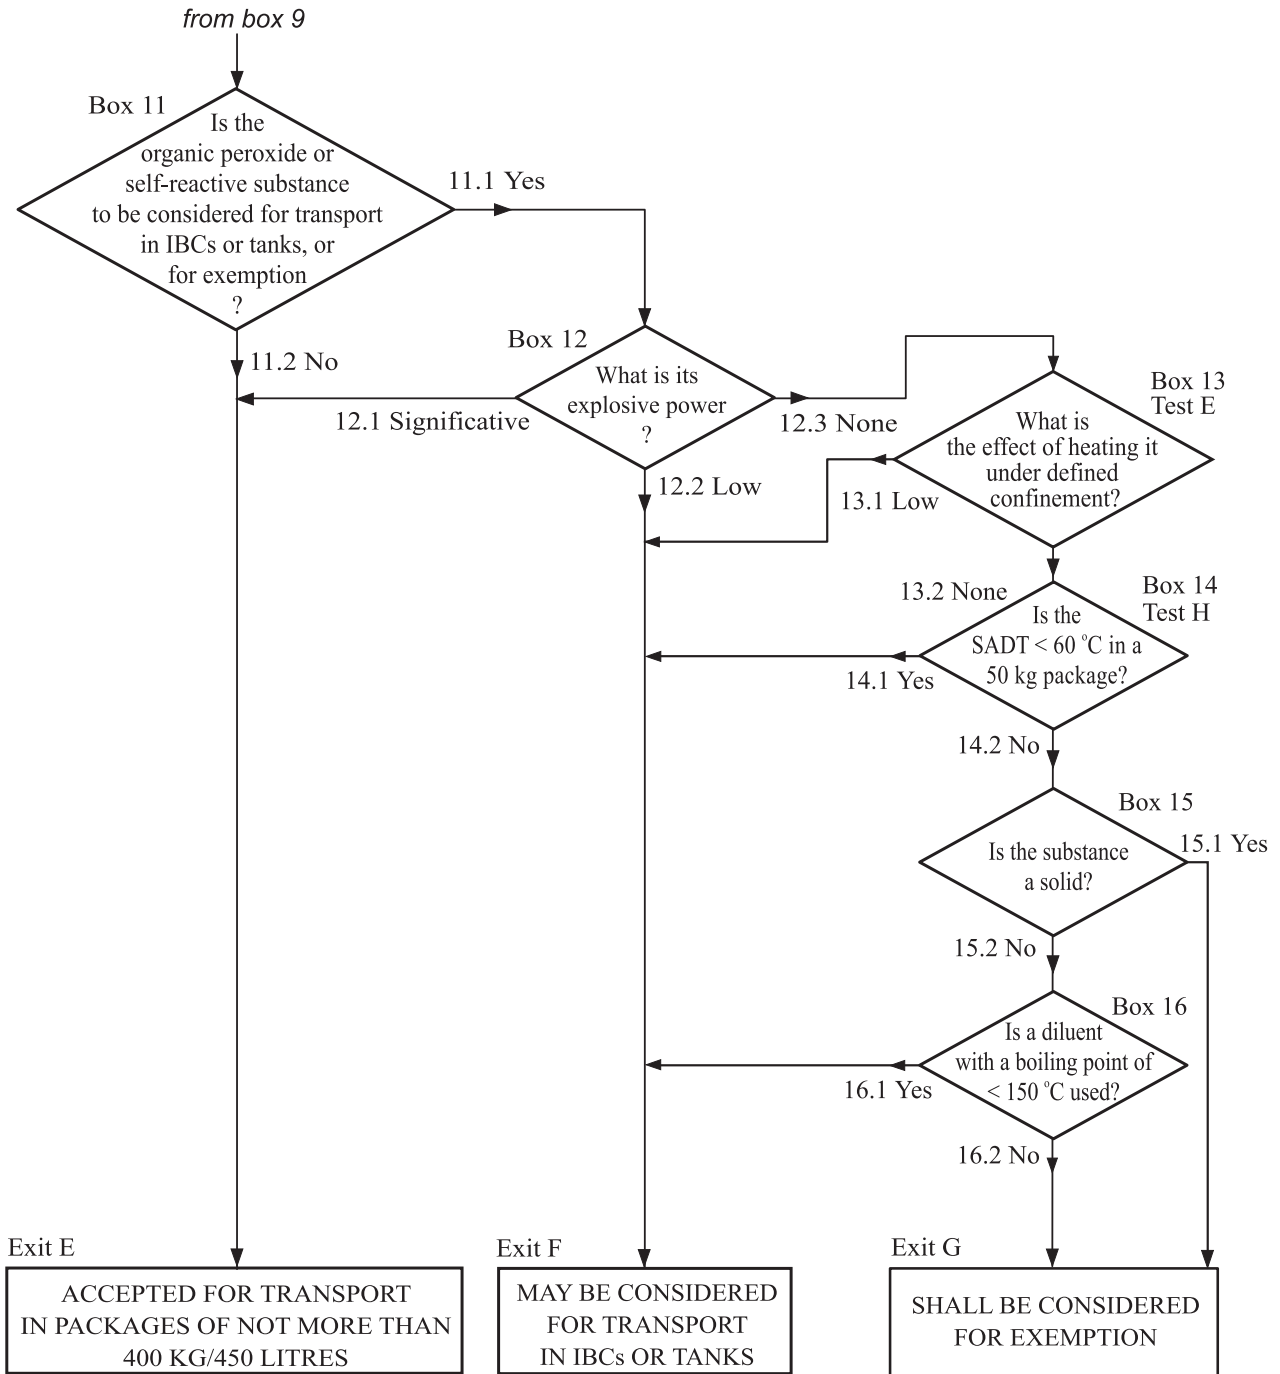 from box 9
Box 11
Is the
organic peroxide or
self-reactive substance
to be considered for transport
in IBCs or tanks, or
for exemption
?
11.1 Yes
11.2 No
Box 12
What is its
explosive power
?
12.1 Significative
12.3 None
12.2 Low
Box 13
Test E
What is
the effect of heating it
under defined
confinement?
13.1 Low
13.2 None
Box 14
Test H
Is the
SADT < 60 °C in a
50 kg package?
14.1 Yes
14.2 No
Box 15
Is the substance
a solid?
15.1 Yes
15.2 No
Box 16
Is a diluent
with a boiling point of
< 150 °C used?
16.1 Yes
16.2 No
Exit E
ACCEPTED FOR TRANSPORT
IN PACKAGES OF NOT MORE THAN
400 KG/450 LITRES
Exit F
MAY BE CONSIDERED
FOR TRANSPORT
IN IBCs OR TANKS
Exit G
SHALL BE CONSIDERED
FOR EXEMPTION